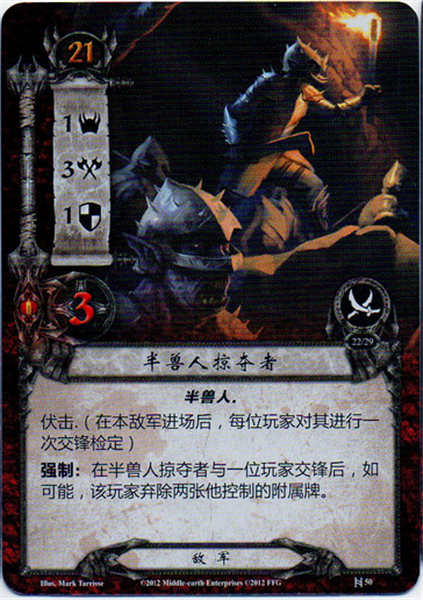 21
1
3
1
3
22/29
半兽人掠夺者
半兽人.
伏击.（在本敌军进场后，每位玩家对其进行一
次交锋检定）
强制：在半兽人掠夺者与一位玩家交锋后，如
可能，该玩家弃除两张他控制的附属牌。
敌军
Illus. Mark Tarrisse
©2012 Middle-earth Enterprises ©2012 FFG
50